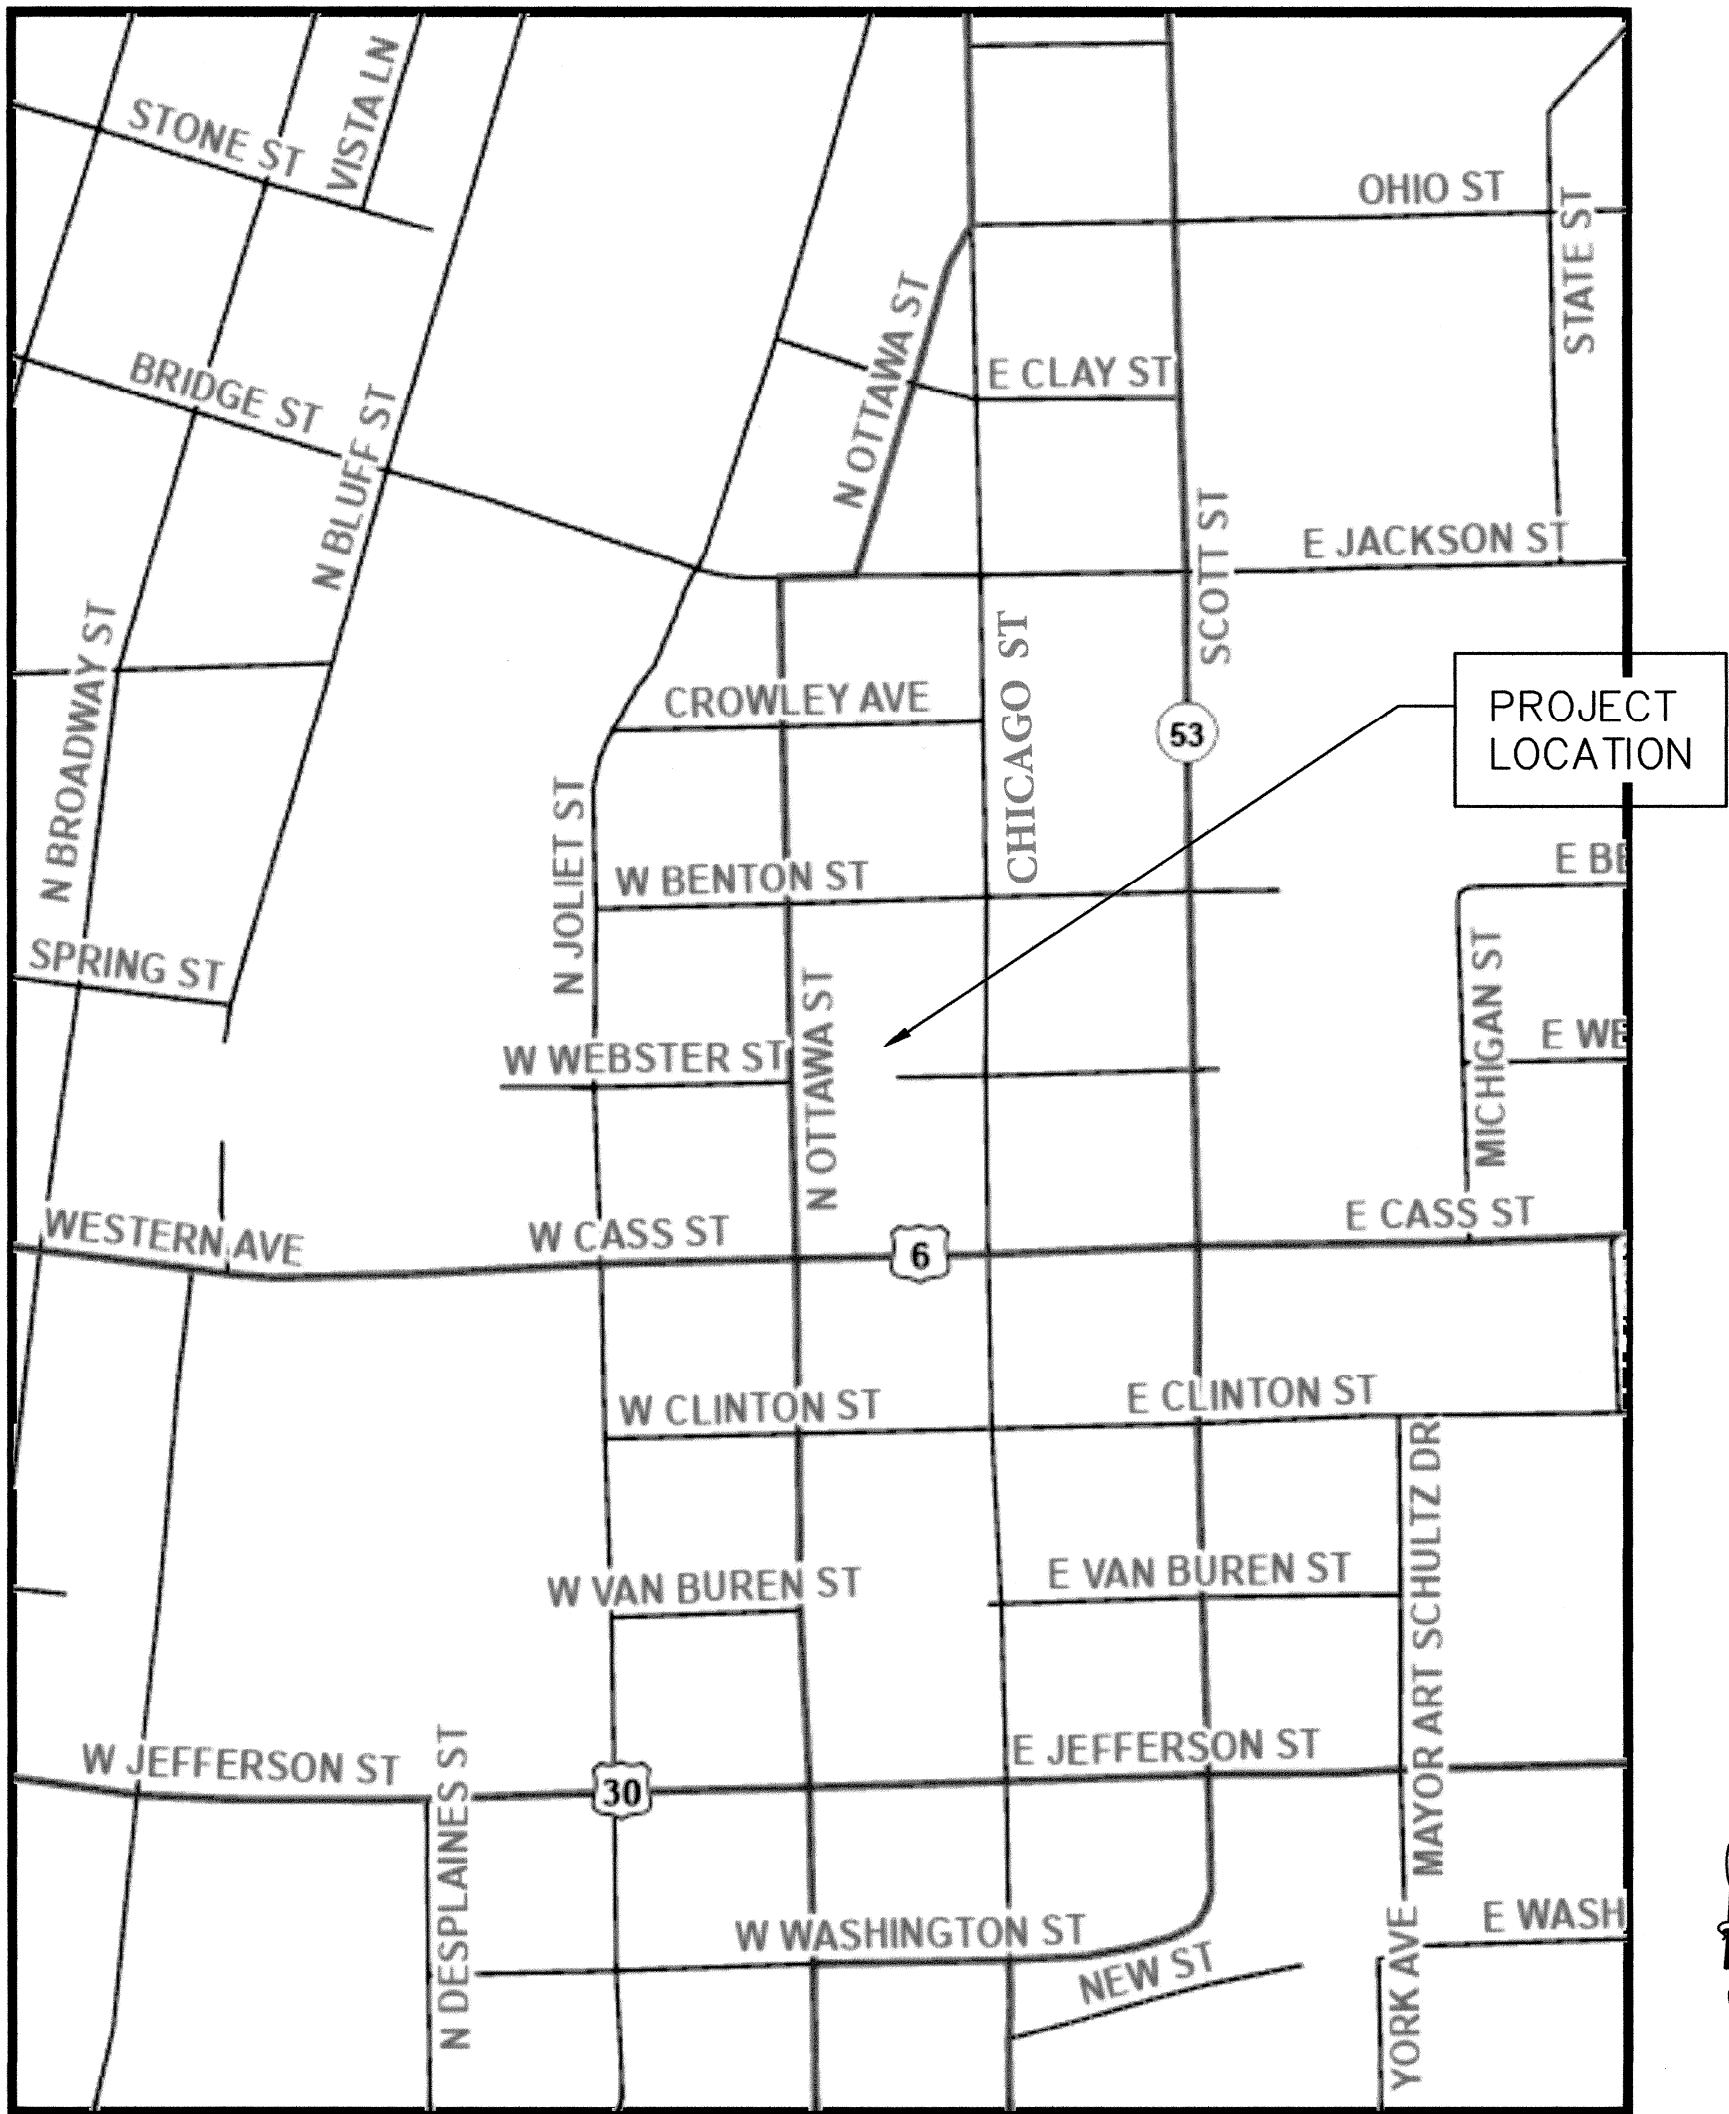 STONE ST
VISTA LN
OHIO ST
STATE ST
N OTTAWA ST
BRIDGE ST
N BLUFF ST
E CLAY ST
SCOTT ST
E JACKSON ST
N BROADWAY ST
CHICAGO ST
CROWLEY AVE
53
PROJECT
LOCATION
N JOLIET ST
W BENTON ST
E BE
SPRING ST
N OTTAWA ST
MICHIGAN ST
W WEBSTER ST
E WE
WESTERN AVE
W CASS ST
6
E CASS ST
W CLINTON ST
E CLINTON ST
MAYOR ART SCHULTZ DR
W VAN BUREN ST
E VAN BUREN ST
W JEFFERSON ST
N DESPLAINES ST
30
E JEFFERSON ST
W WASHINGTON ST
NEW ST
YORK AVE
E WASH